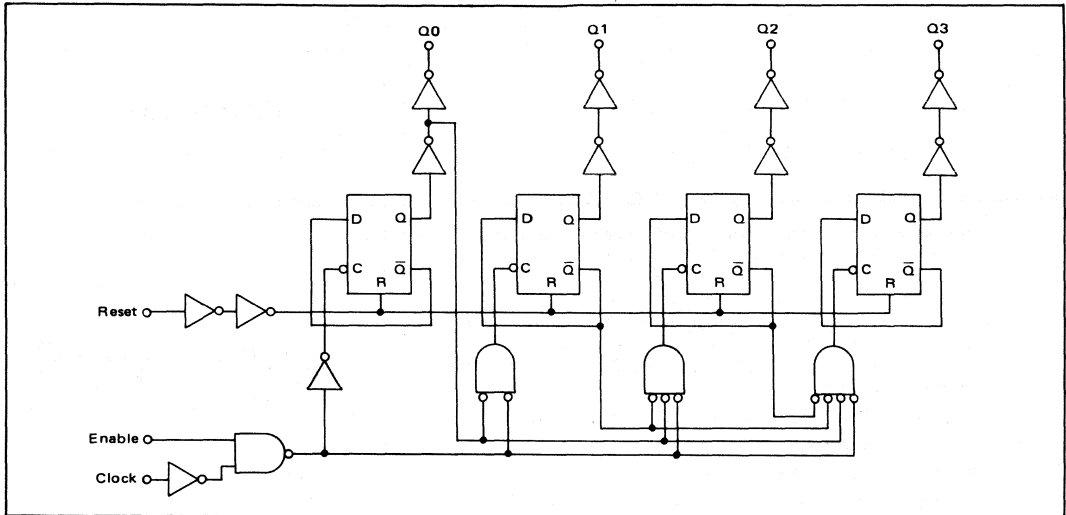 Q0 Q1 Q2 Q3
D Q D Q D Q D Q
C Q̅ C Q̅ C Q̅ C Q̅
R R R R
Reset
Enable
Clock